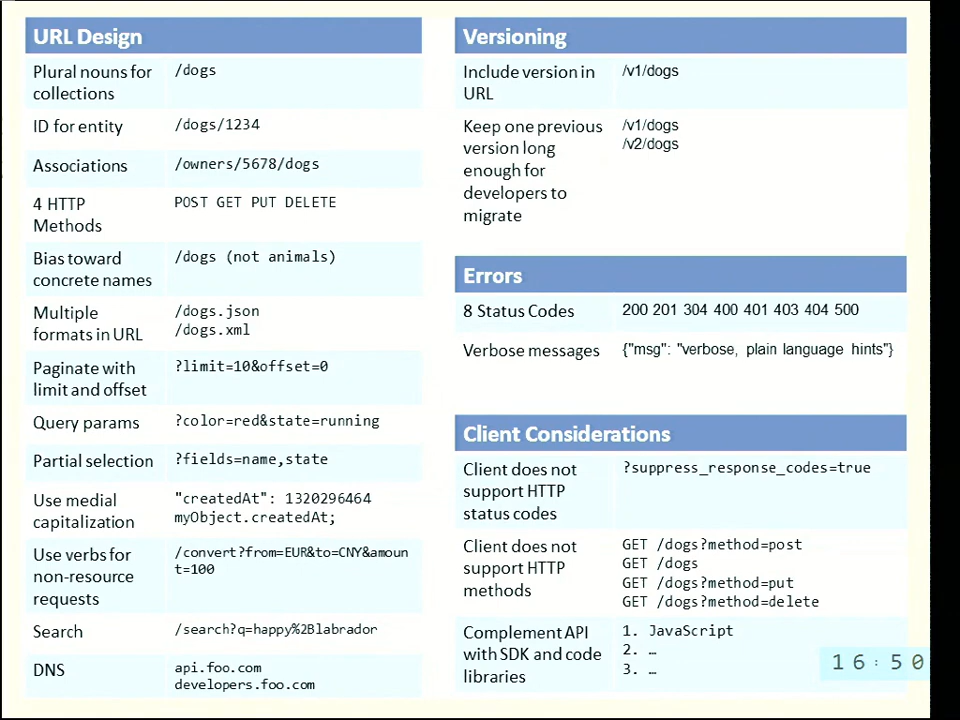 URL Design
Plural nouns for
collections
/dogs
ID for entity
/dogs/1234
Associations
/owners/5678/dogs
4 HTTP
Methods
POST GET PUT DELETE
Bias toward
concrete names
/dogs (not animals)
Multiple
formats in URL
/dogs.json
/dogs.xml
Paginate with
limit and offset
?limit=10&offset=0
Query params
?color=red&state=running
Partial selection
?fields=name,state
Use medial
capitalization
"createdAt": 1320296464
myObject.createdAt;
Use verbs for
non-resource
requests
/convert?from=EUR&to=CNY&amoun
t=100
Search
/search?q=happy%2Blabrador
DNS
api.foo.com
developers.foo.com
Versioning
Include version in
URL
/v1/dogs
Keep one previous
version long
enough for
developers to
migrate
/v1/dogs
/v2/dogs
Errors
8 Status Codes
200 201 304 400 401 403 404 500
Verbose messages
{"msg": "verbose, plain language hints"}
Client Considerations
Client does not
support HTTP
status codes
?suppress_response_codes=true
Client does not
support HTTP
methods
GET /dogs?method=post
GET /dogs
GET /dogs?method=put
GET /dogs?method=delete
Complement API
with SDK and code
libraries
1. JavaScript
2. …
3. …
16:50